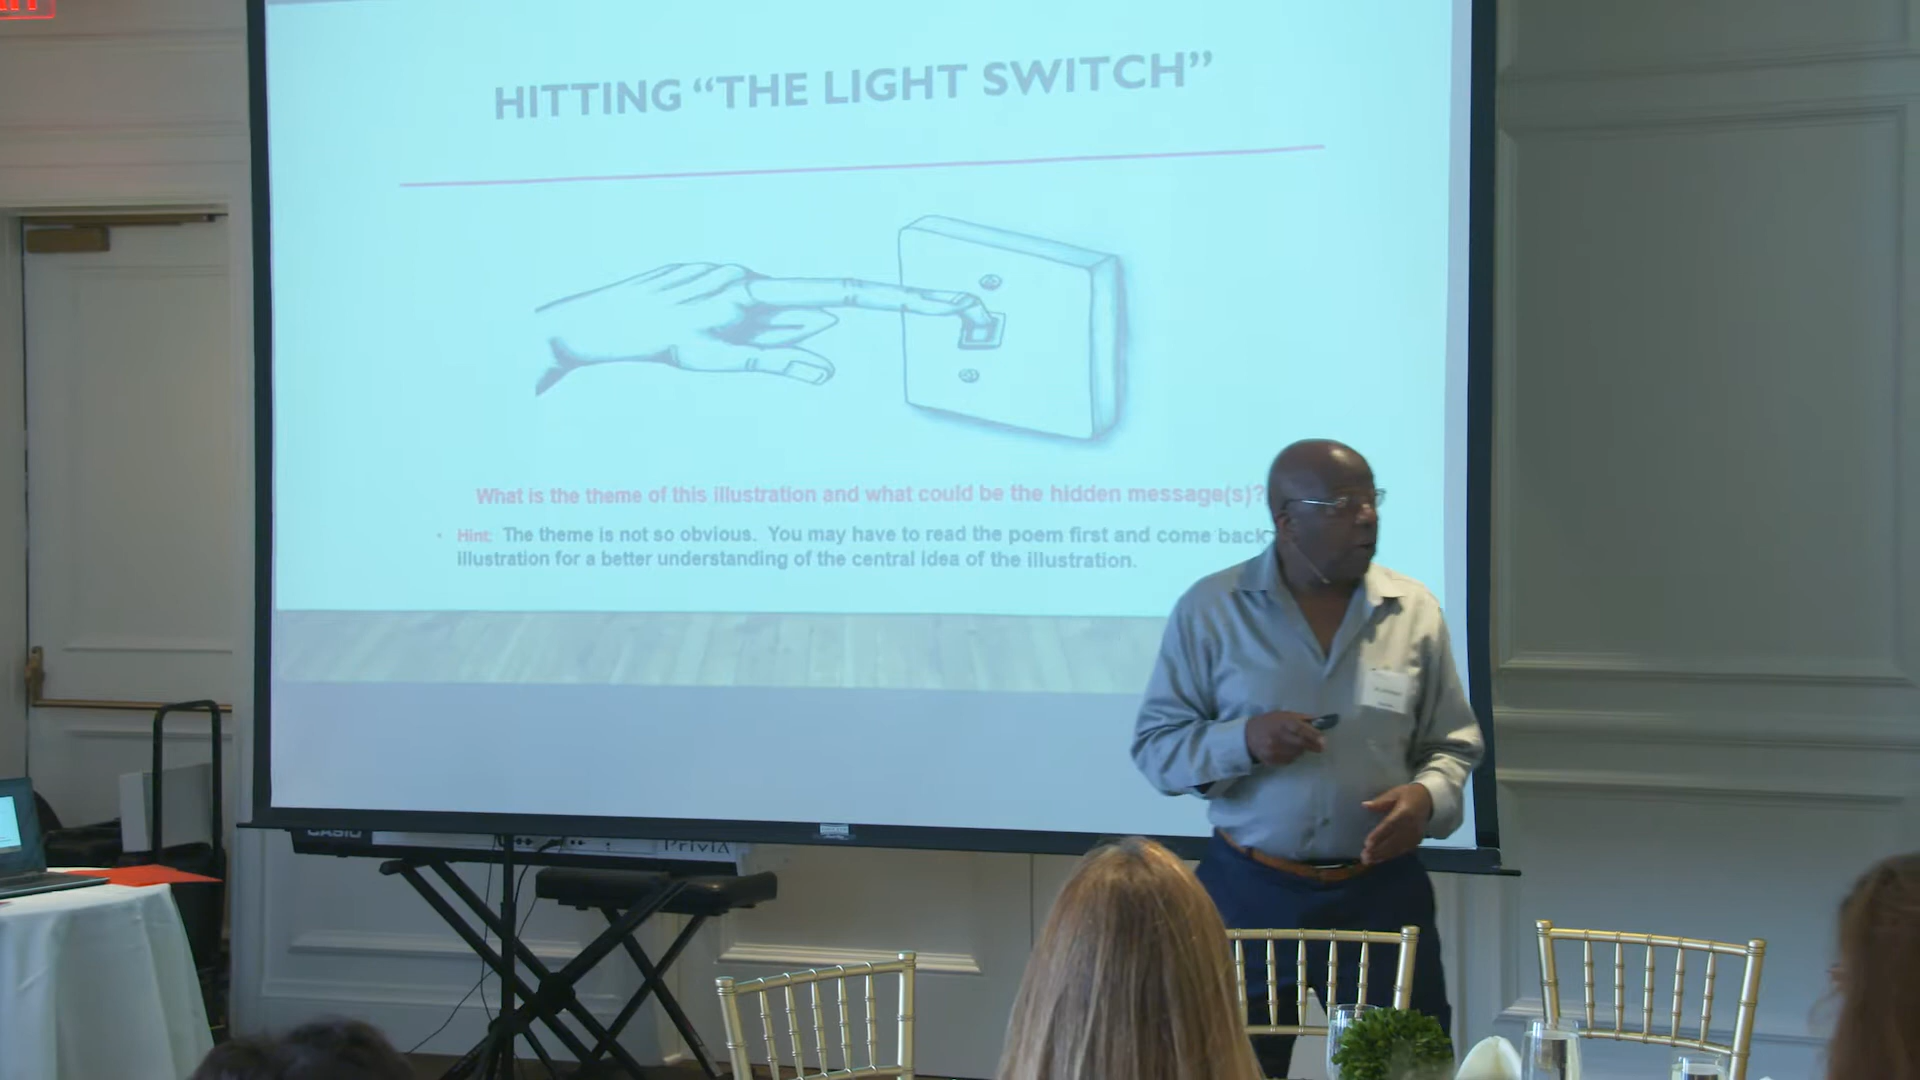 HITTING “THE LIGHT SWITCH”
What is the theme of this illustration and what could be the hidden message(s)?
• Hint: The theme is not so obvious. You may have to read the poem first and come back
illustration for a better understanding of the central idea of the illustration.
CASIO
PriviA